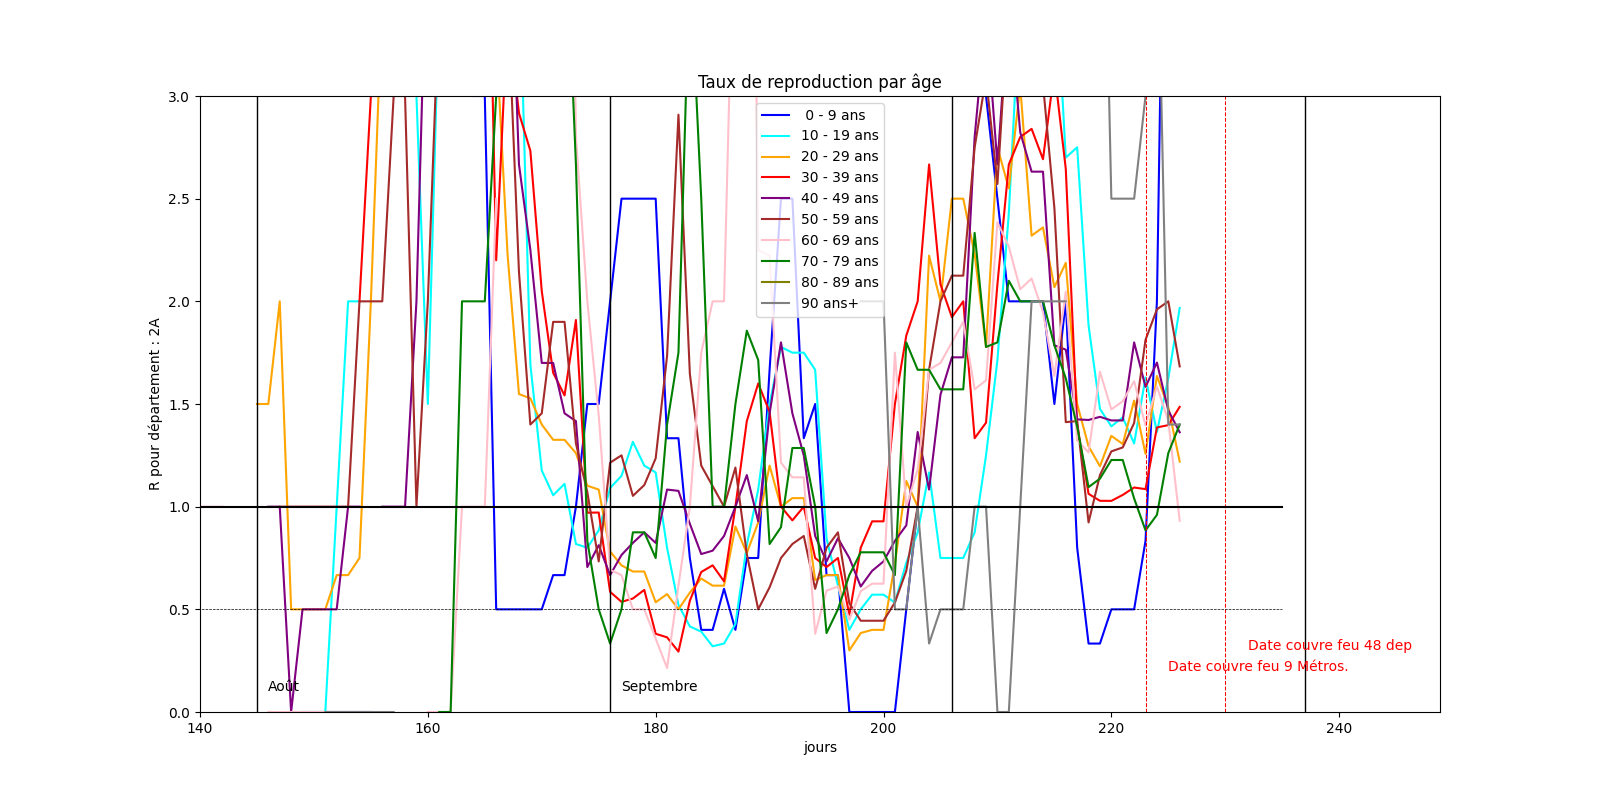 Taux de reproduction par âge
R pour département : 2A
3.0
2.5
2.0
1.5
1.0
0.5
0.0
0 - 9 ans
10 - 19 ans
20 - 29 ans
30 - 39 ans
40 - 49 ans
50 - 59 ans
60 - 69 ans
70 - 79 ans
80 - 89 ans
90 ans+
Date couvre feu 48 dep
Date couvre feu 9 Métros.
Août
Septembre
140
160
180
200
220
240
jours